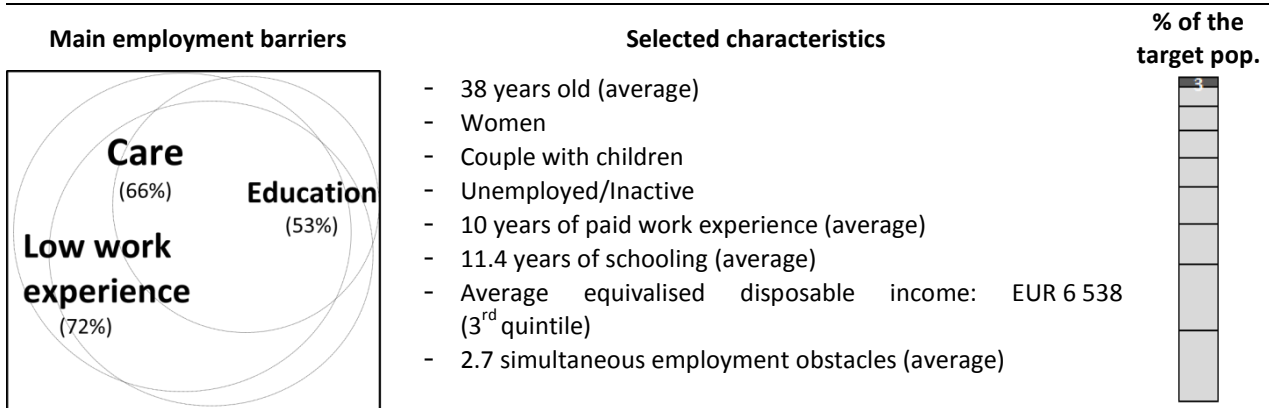 Main employment barriers
Selected characteristics
% of the
target pop.
Care
(66%)
Education
(53%)
Low work
experience
(72%)
- 38 years old (average)
- Women
- Couple with children
- Unemployed/Inactive
- 10 years of paid work experience (average)
- 11.4 years of schooling (average)
- Average equivalised disposable income: EUR 6 538
(3rd quintile)
- 2.7 simultaneous employment obstacles (average)
3